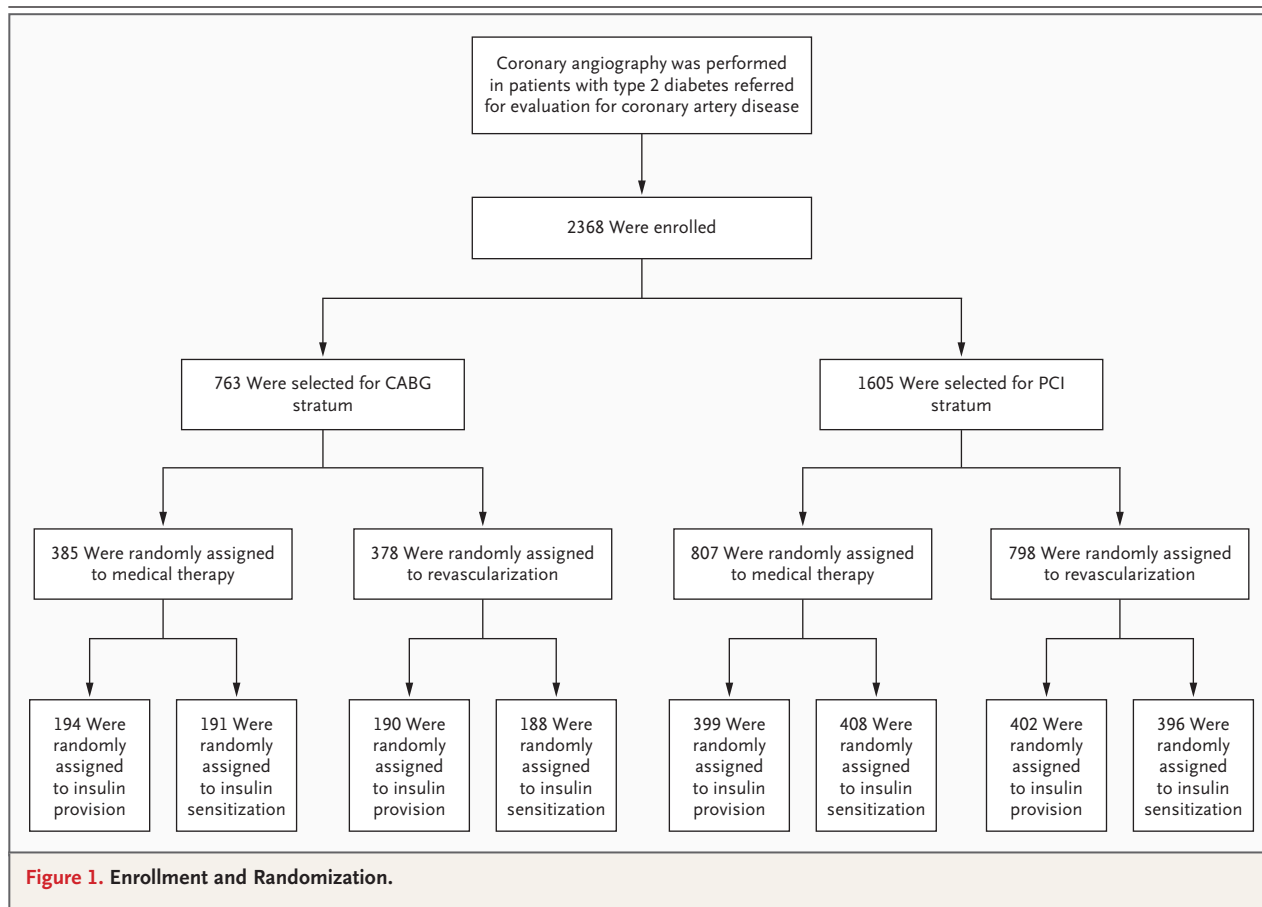 Coronary angiography was performed
in patients with type 2 diabetes referred
for evaluation for coronary artery disease
2368 Were enrolled
763 Were selected for CABG
stratum
1605 Were selected for PCI
stratum
385 Were randomly assigned
to medical therapy
378 Were randomly assigned
to revascularization
807 Were randomly assigned
to medical therapy
798 Were randomly assigned
to revascularization
194 Were
randomly
assigned
to insulin
provision
191 Were
randomly
assigned
to insulin
sensitization
190 Were
randomly
assigned
to insulin
provision
188 Were
randomly
assigned
to insulin
sensitization
399 Were
randomly
assigned
to insulin
provision
408 Were
randomly
assigned
to insulin
sensitization
402 Were
randomly
assigned
to insulin
provision
396 Were
randomly
assigned
to insulin
sensitization
Figure 1. Enrollment and Randomization.